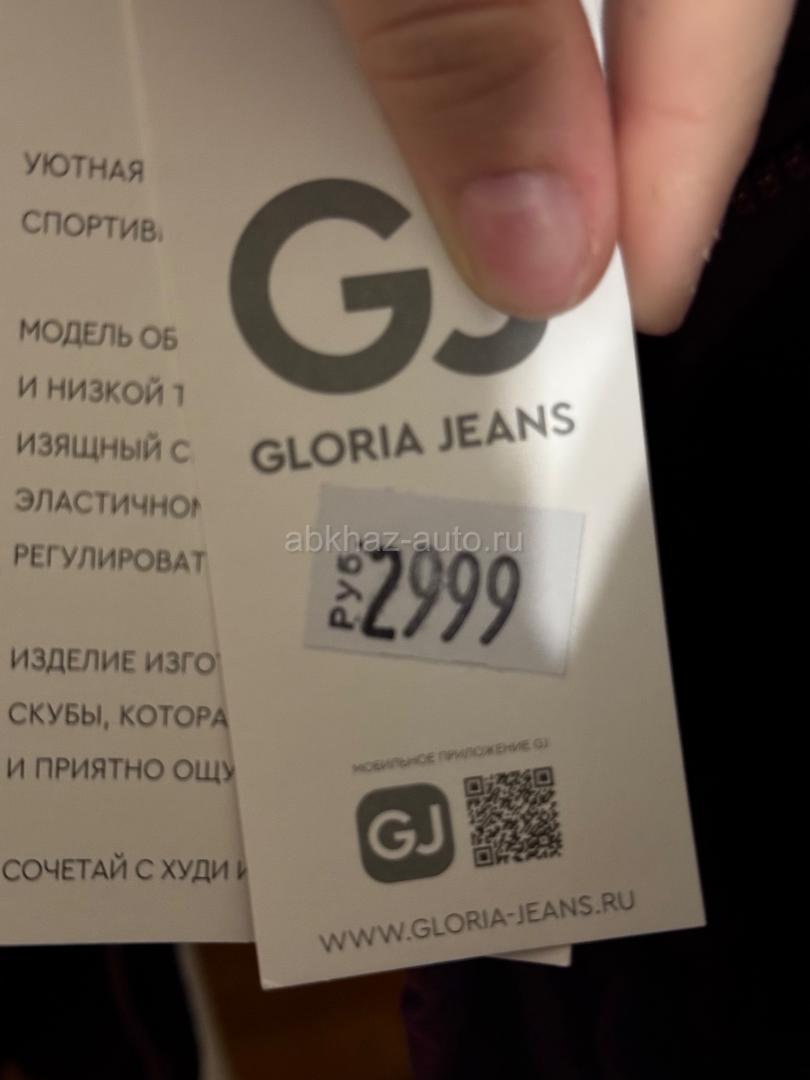 УЮТНАЯ
СПОРТИВ
МОДЕЛЬ ОБ
И НИЗКОЙ
ИЗЯЩНЫЙ С
ЭЛАСТИЧНО
РЕГУЛИРОВАТ
ИЗДЕЛИЕ ИЗГО
СКУБЫ, КОТОРА
И ПРИЯТНО ОЩУ
СОЧЕТАЙ С ХУДИ И
GJ
GLORIA JEANS
abkhaz-auto.ru
РУБ. 2999
МОБИЛЬНОЕ ПРИЛОЖЕНИЕ GJ
GJ
WWW.GLORIA-JEANS.RU